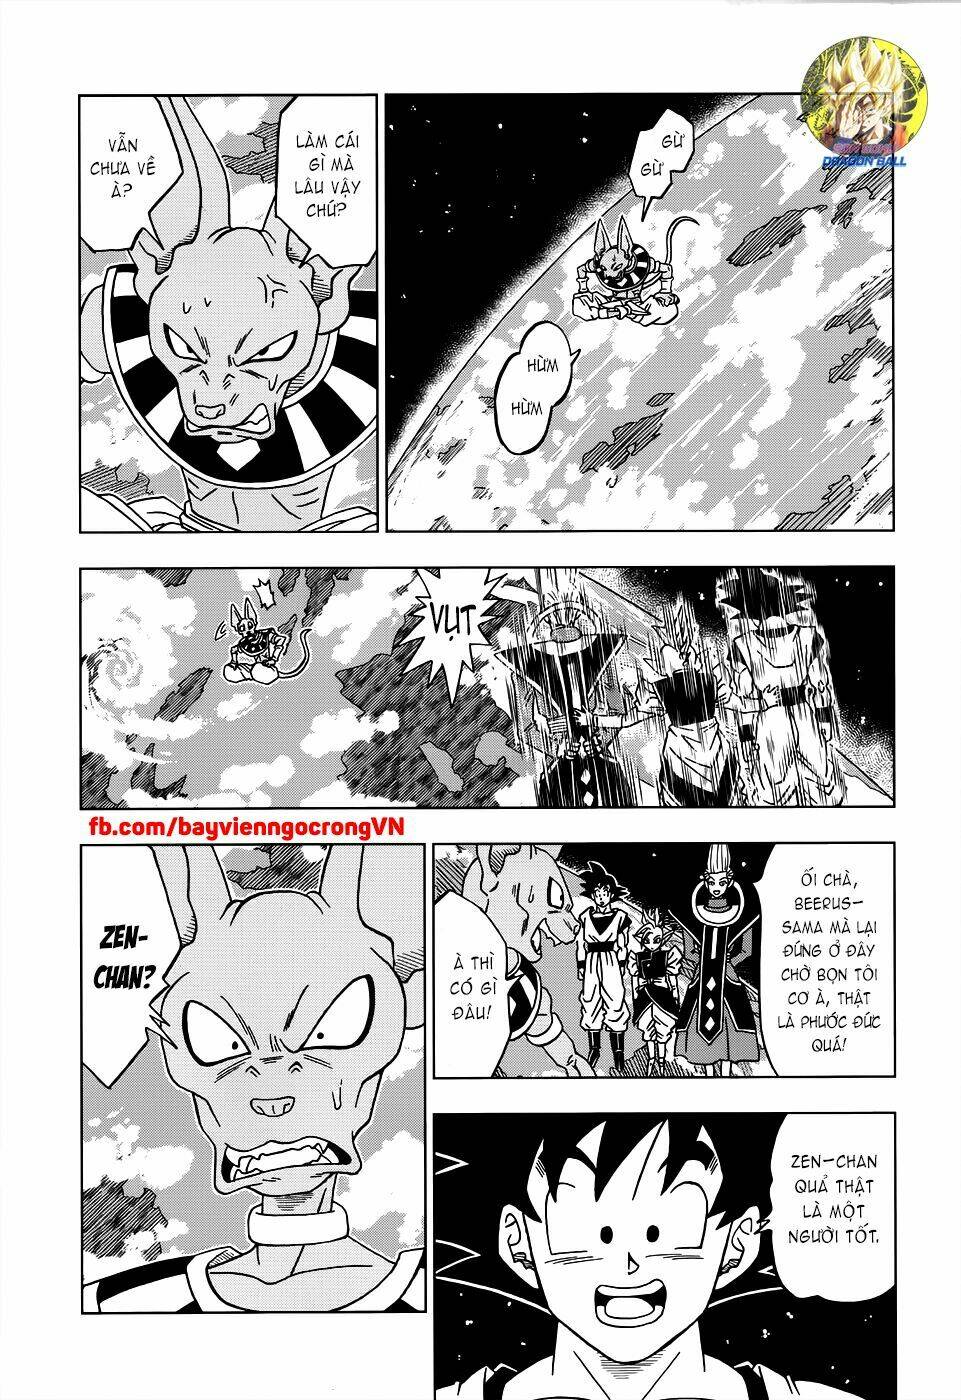 GỪ
GỪ
HỪM
HỪM
LÀM CÁI
GÌ MÀ
LÂU VẬY
CHỨ?
VẪN
CHƯA VỀ
À?
VỤT
fb.com/bayvienngocrongVN
ỐI CHÀ,
BEERUS-
SAMA MÀ LẠI
ĐỨNG Ở ĐÂY
CHỜ BỌN TÔI
CƠ À, THẬT
LÀ PHƯỚC ĐỨC
QUÁ!
À THÌ
CÓ GÌ
ĐÂU!
ZEN-
CHAN?
ZEN-CHAN
QUẢ THẬT
LÀ MỘT
NGƯỜI TỐT.
DRAGON BALL